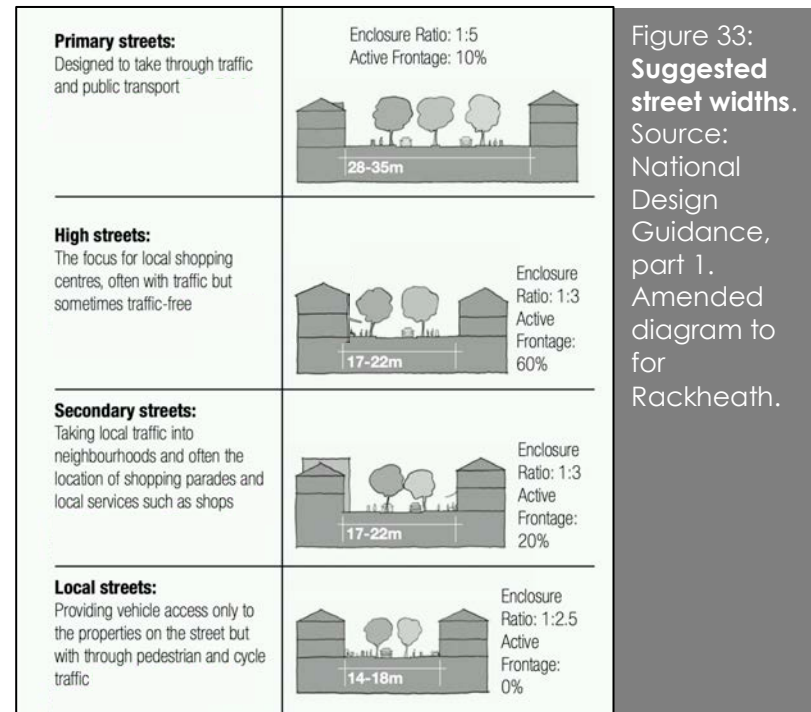 Primary streets:
Designed to take through traffic
and public transport
Enclosure Ratio: 1:5
Active Frontage: 10%
28-35m
High streets:
The focus for local shopping
centres, often with traffic but
sometimes traffic-free
Enclosure
Ratio: 1:3
Active
Frontage:
60%
17-22m
Secondary streets:
Taking local traffic into
neighbourhoods and often the
location of shopping parades and
local services such as shops
Enclosure
Ratio: 1:3
Active
Frontage:
20%
17-22m
Local streets:
Providing vehicle access only to
the properties on the street but
with through pedestrian and cycle
traffic
Enclosure
Ratio: 1:2.5
Active
Frontage:
0%
14-18m
Figure 33:
Suggested
street widths.
Source:
National
Design
Guidance,
part 1.
Amended
diagram to
for
Rackheath.